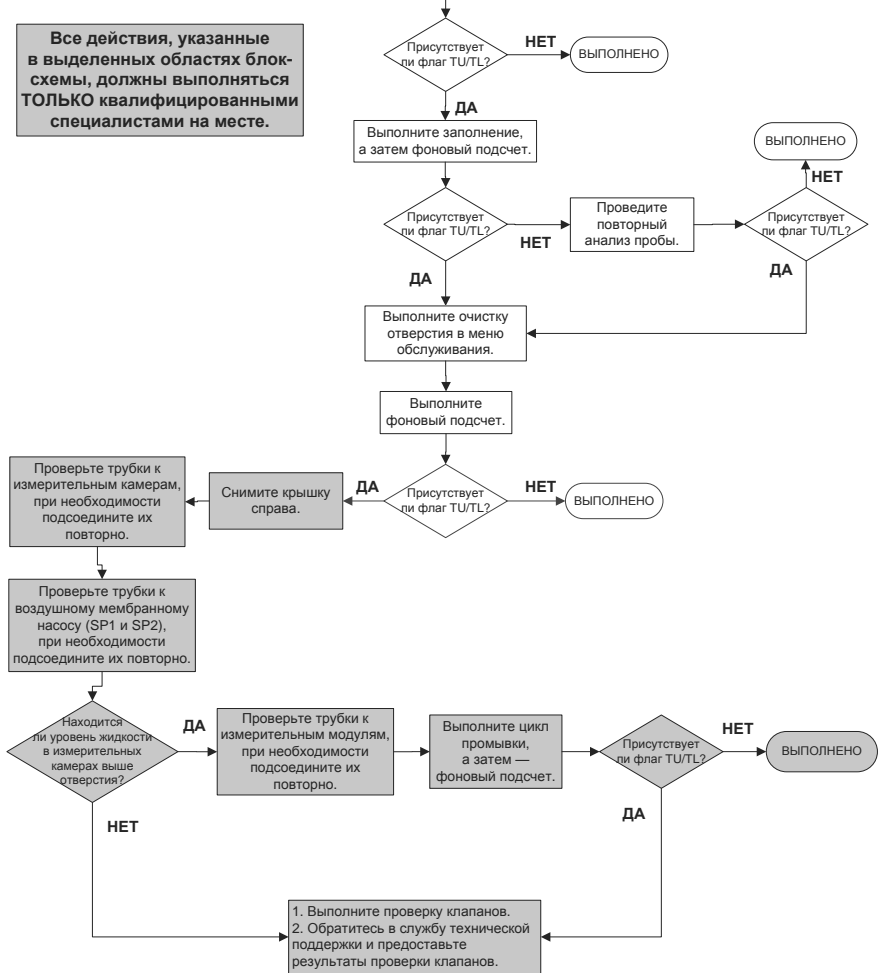 Все действия, указанные
в выделенных областях блок-
схемы, должны выполняться
ТОЛЬКО квалифицированными
специалистами на месте.
Присутствует
ли флаг TU/TL?
НЕТ
ВЫПОЛНЕНО
ДА
Выполните заполнение,
а затем фоновый подсчет.
Присутствует
ли флаг TU/TL?
НЕТ
Проведите
повторный
анализ пробы.
Присутствует
ли флаг TU/TL?
НЕТ
ВЫПОЛНЕНО
ДА
ДА
Выполните очистку
отверстия в меню
обслуживания.
Выполните
фоновый подсчет.
Присутствует
ли флаг TU/TL?
НЕТ
ВЫПОЛНЕНО
ДА
Снимите крышку
справа.
Проверьте трубки к
измерительным камерам,
при необходимости
подсоедините их
повторно.
Проверьте трубки к
воздушному мембранному
насосу (SP1 и SP2),
при необходимости
подсоедините их повторно.
Находится
ли уровень жидкости
в измерительных
камерах выше
отверстия?
ДА
Проверьте трубки к
измерительным модулям,
при необходимости
подсоедините их
повторно.
Выполните цикл
промывки,
а затем —
фоновый подсчет.
Присутствует
ли флаг TU/TL?
НЕТ
ВЫПОЛНЕНО
ДА
НЕТ
1. Выполните проверку клапанов.
2. Обратитесь в службу технической
поддержки и предоставьте
результаты проверки клапанов.